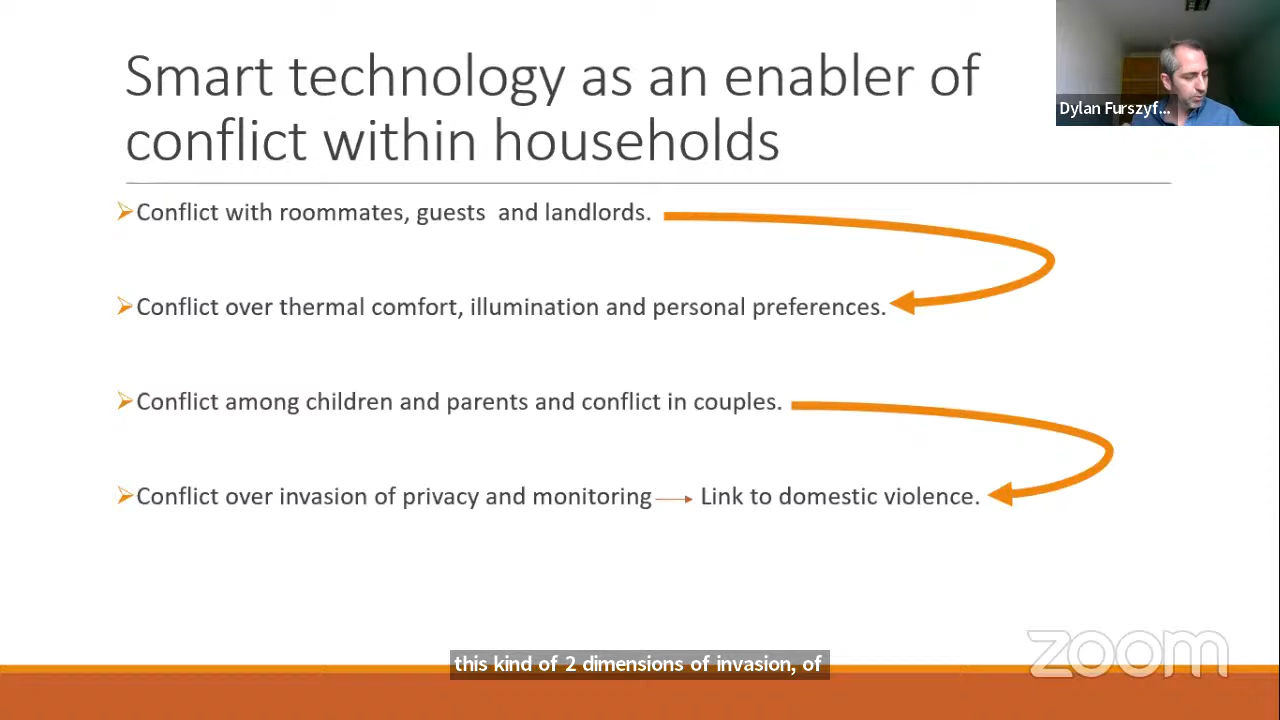 Smart technology as an enabler of
conflict within households
Dylan Furszyf...
Conflict with roommates, guests and landlords.
Conflict over thermal comfort, illumination and personal preferences.
Conflict among children and parents and conflict in couples.
Conflict over invasion of privacy and monitoring Link to domestic violence.
zoom
this kind of 2 dimensions of invasion, of